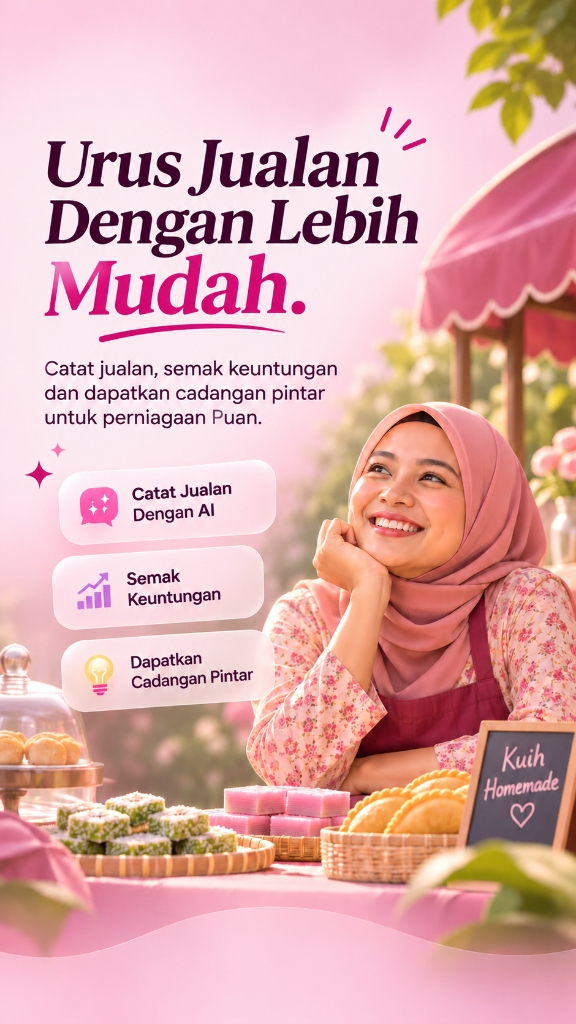 Urus Jualan
Dengan Lebih
Mudah.
Catat jualan, semak keuntungan
dan dapatkan cadangan pintar
untuk perniagaan Puan.
Catat Jualan
Dengan AI
Semak
Keuntungan
Dapatkan
Cadangan Pintar
Kuih
Homemade